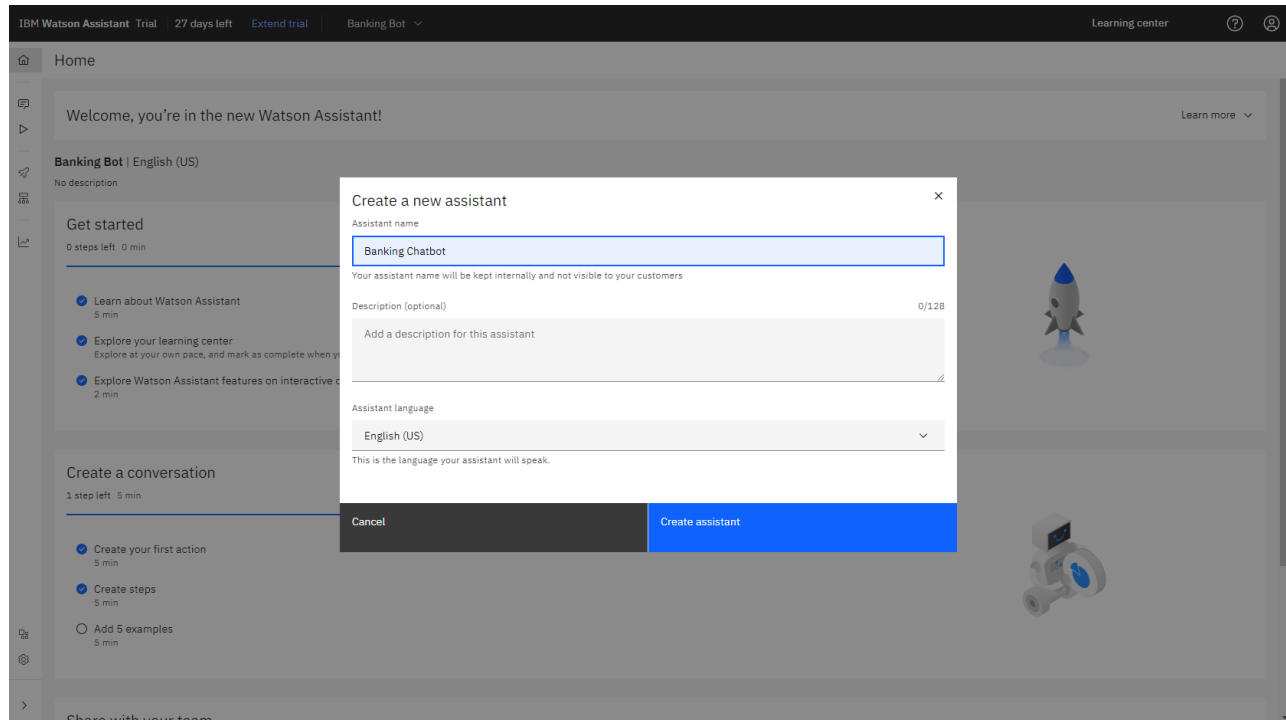 IBM Watson Assistant Trial 27 days left Extend trial Banking Bot Learning center
Home
Welcome, you're in the new Watson Assistant! Learn more
Banking Bot | English (US)
No description
Get started
0 steps left 0 min
Learn about Watson Assistant
5 min
Explore your learning center
Explore at your own pace, and mark as complete when
Explore Watson Assistant features on interactive
2 min
Create a conversation
1 step left 5 min
Create your first action
5 min
Create steps
5 min
Add 5 examples
5 min
Share with your team
Create a new assistant
Assistant name
Banking Chatbot
Your assistant name will be kept internally and not visible to your customers
Description (optional) 0/128
Add a description for this assistant
Assistant language
English (US)
This is the language your assistant will speak.
Cancel Create assistant